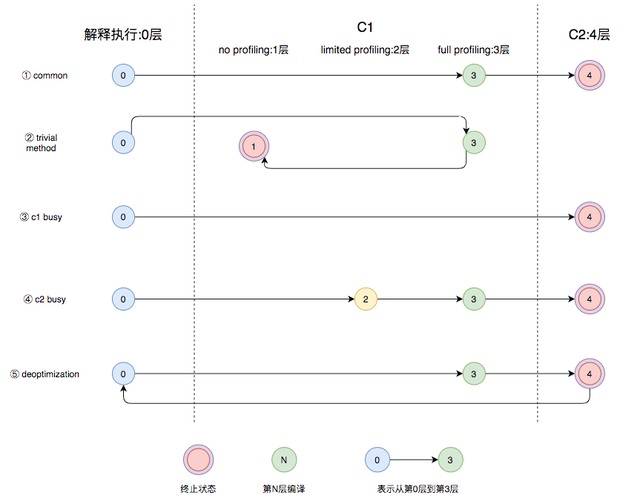 解释执行:0层
C1
C2:4层
no profiling:1层
limited profiling:2层
full profiling:3层
① common
0
3
4
② trivial
method
0
1
3
③ c1 busy
0
4
④ c2 busy
0
2
3
4
⑤ deoptimization
0
3
4
N
0
3
终止状态
第N层编译
表示从第0层到第3层